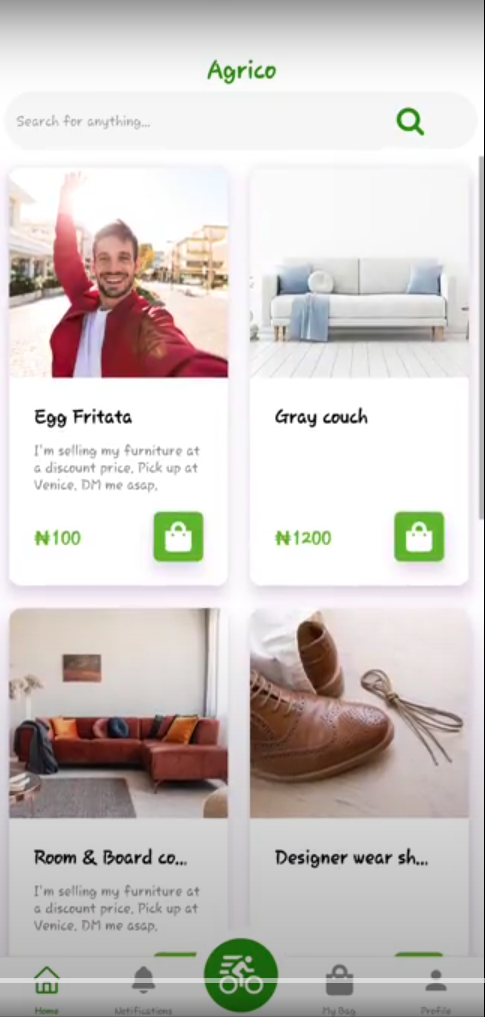 Agrico
Search for anything...
Egg Fritata
I'm selling my furniture at
a discount price. Pick up at
Venice. DM me asap.
₦100
Gray couch
₦1200
Room & Board co...
I'm selling my furniture at
a discount price. Pick up at
Venice. DM me asap.
Designer wear sh...
Home
Notifications
My Bag
Profile